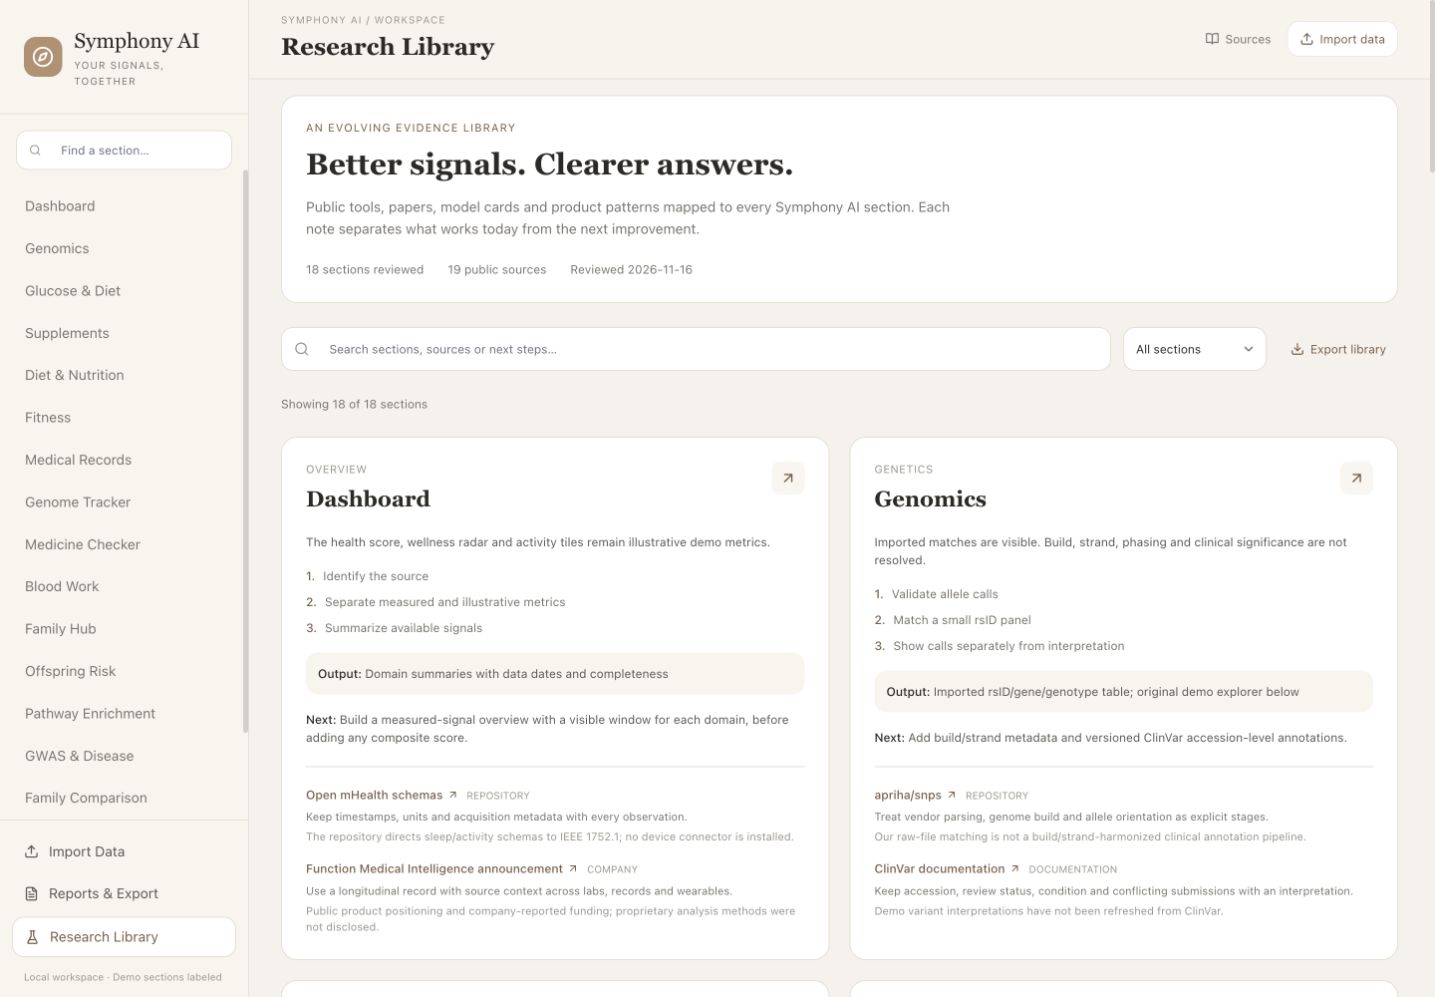 Symphony AI
YOUR SIGNALS,
TOGETHER
Find a section...
Dashboard
Genomics
Glucose & Diet
Supplements
Diet & Nutrition
Fitness
Medical Records
Genome Tracker
Medicine Checker
Blood Work
Family Hub
Offspring Risk
Pathway Enrichment
GWAS & Disease
Family Comparison
Import Data
Reports & Export
Research Library
Local workspace · Demo sections labeled
SYMPHONY AI / WORKSPACE
Research Library
Sources
Import data
AN EVOLVING EVIDENCE LIBRARY
Better signals. Clearer answers.
Public tools, papers, model cards and product patterns mapped to every Symphony AI section. Each
note separates what works today from the next improvement.
18 sections reviewed 19 public sources Reviewed 2026-11-16
Search sections, sources or next steps...
All sections
Export library
Showing 18 of 18 sections
OVERVIEW
Dashboard
The health score, wellness radar and activity tiles remain illustrative demo metrics.
1. Identify the source
2. Separate measured and illustrative metrics
3. Summarize available signals
Output: Domain summaries with data dates and completeness
Next: Build a measured-signal overview with a visible window for each domain, before
adding any composite score.
Open mHealth schemas ↗ REPOSITORY
Keep timestamps, units and acquisition metadata with every observation.
The repository directs sleep/activity schemas to IEEE 1752.1; no device connector is installed.
Function Medical Intelligence announcement ↗ COMPANY
Use a longitudinal record with source context across labs, records and wearables.
Public product positioning and company-reported funding; proprietary analysis methods were
not disclosed.
GENETICS
Genomics
Imported matches are visible. Build, strand, phasing and clinical significance are not
resolved.
1. Validate allele calls
2. Match a small rsID panel
3. Show calls separately from interpretation
Output: Imported rsID/gene/genotype table; original demo explorer below
Next: Add build/strand metadata and versioned ClinVar accession-level annotations.
apriha/snps ↗ REPOSITORY
Treat vendor parsing, genome build and allele orientation as explicit stages.
Our raw-file matching is not a build/strand-harmonized clinical annotation pipeline.
ClinVar documentation ↗ DOCUMENTATION
Keep accession, review status, condition and conflicting submissions with an interpretation.
Demo variant interpretations have not been refreshed from ClinVar.